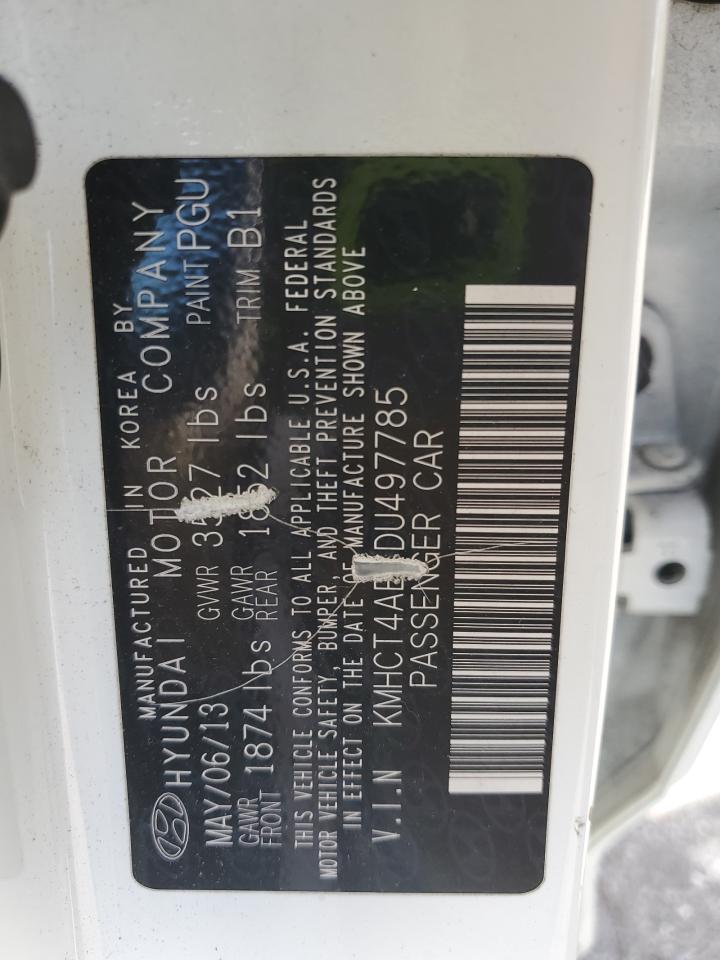 MANUFACTURED IN KOREA BY
HYUNDAI MOTOR COMPANY
MAY/06/13 GVWR lbs PAINT PGU
GAWR FRONT 1874 lbs GAWR REAR lbs TRIM B1
THIS VEHICLE CONFORMS TO ALL APPLICABLE U.S.A. FEDERAL
MOTOR VEHICLE SAFETY, BUMPER, AND THEFT PREVENTION STANDARDS
IN EFFECT ON THE DATE OF MANUFACTURE SHOWN ABOVE
V.I.N
PASSENGER CAR